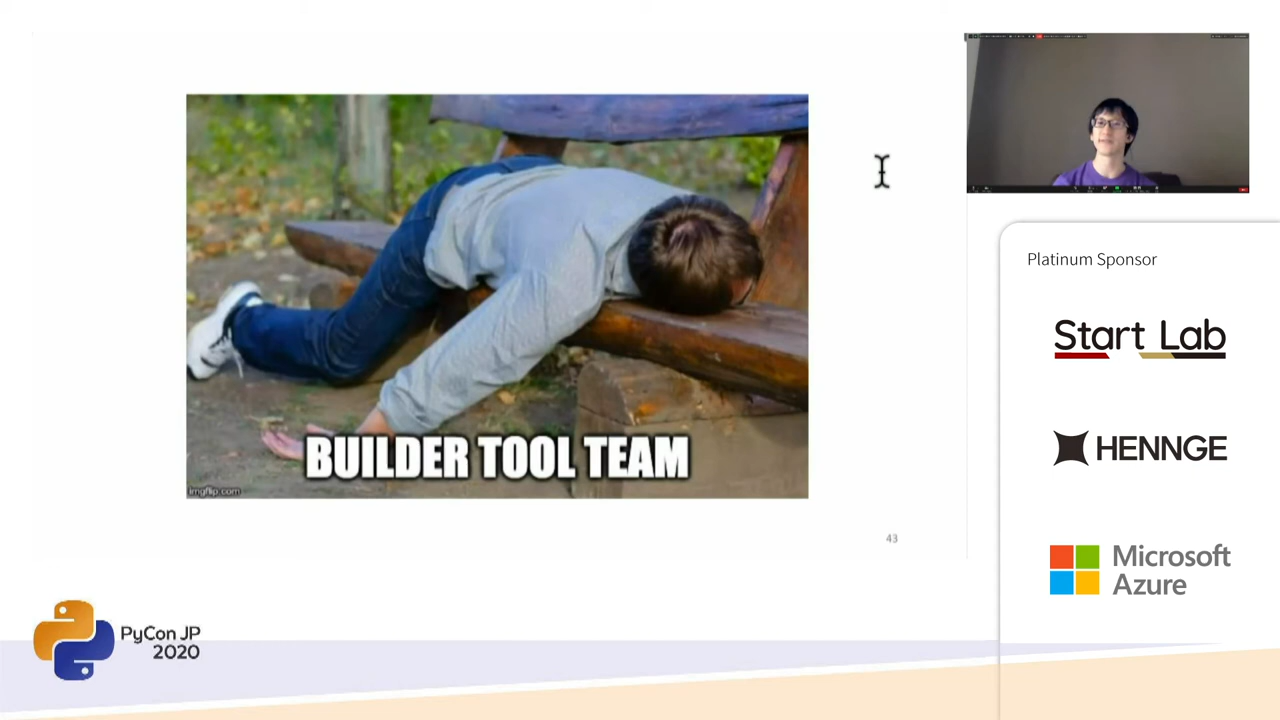 BUILDER TOOL TEAM
imgflip.com
43
Platinum Sponsor
Start Lab
HENNGE
Microsoft
Azure
PyCon JP
2020